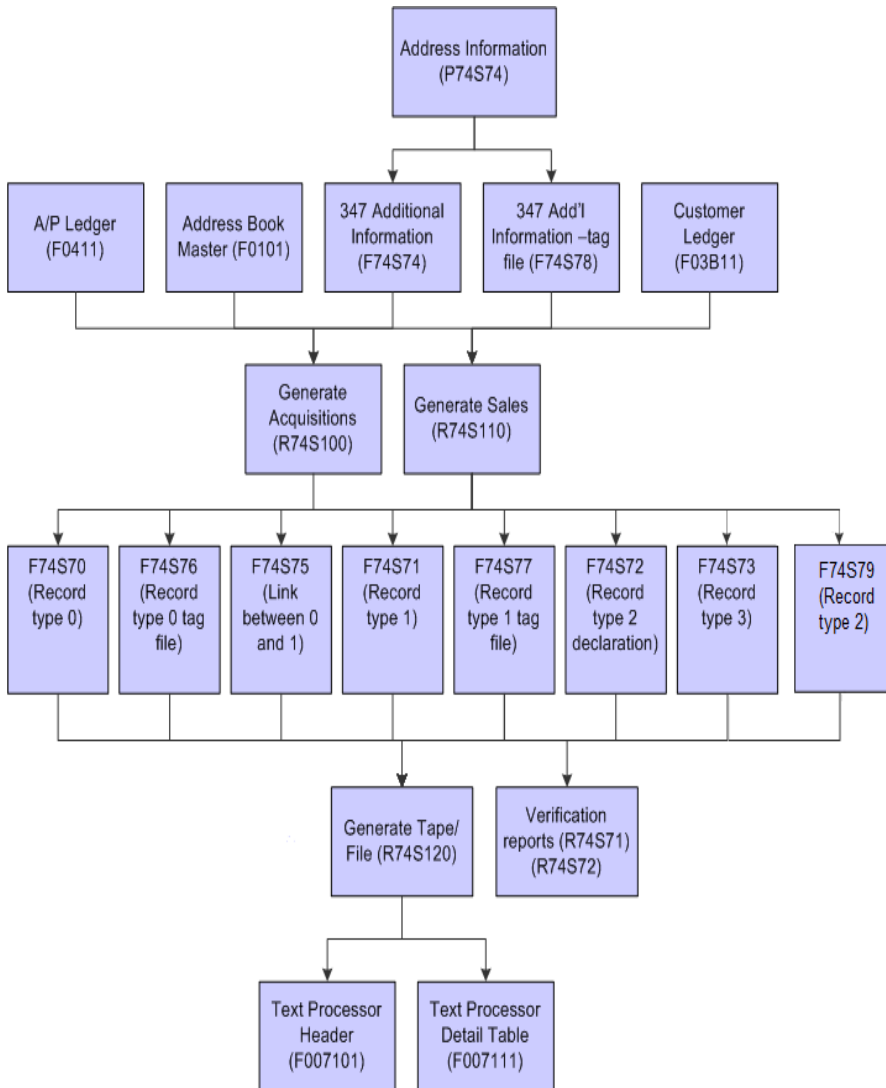 Address Information
(P74S74)
A/P Ledger
(F0411)
Address Book
Master (F0101)
347 Additional
Information
(F74S74)
347 Add'l
Information –tag
file (F74S78)
Customer
Ledger
(F03B11)
Generate
Acquisitions
(R74S100)
Generate Sales
(R74S110)
F74S70
(Record
type 0)
F74S76
(Record
type 0 tag
file)
F74S75
(Link
between 0
and 1)
F74S71
(Record
type 1)
F74S77
(Record
type 1 tag
file)
F74S72
(Record
type 2
declaration)
F74S73
(Record
type 3)
F74S79
(Record
type 2)
Generate Tape/
File (R74S120)
Verification
reports (R74S71)
(R74S72)
Text Processor
Header
(F007101)
Text Processor
Detail Table
(F007111)